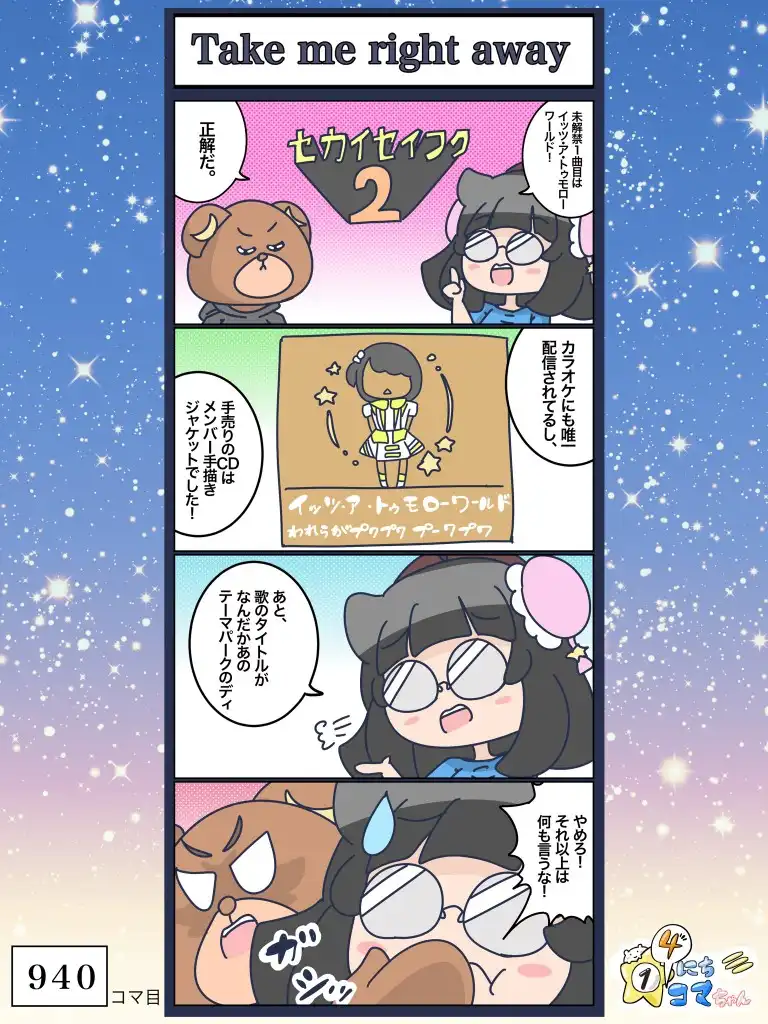 Take me right away
未解禁1曲目は
イッツ・ア・トゥモロー
ワールド！
セカイセイフク
2
正解だ。
カラオケにも唯一
配信されてるし、
手売りのCDは
メンバー手描き
ジャケットでした！
イッツ・ア・トゥモローワールド
われらがプワプワプーワプワ
あと、
歌のタイトルが
なんだかあの
テーマパークのディ
やめろ！
それ以上は
何も言うな！
ガシッ
940
コマ目
1
4
にち
コマ
ちゃん